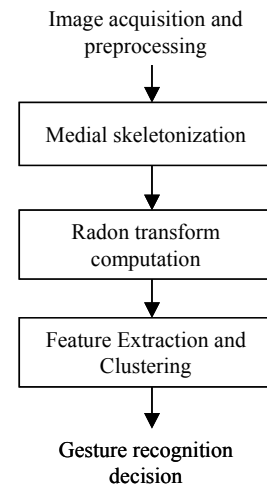 Image acquisition and
preprocessing
Medial skeletonization
Radon transform
computation
Feature Extraction and
Clustering
Gesture recognition
decision